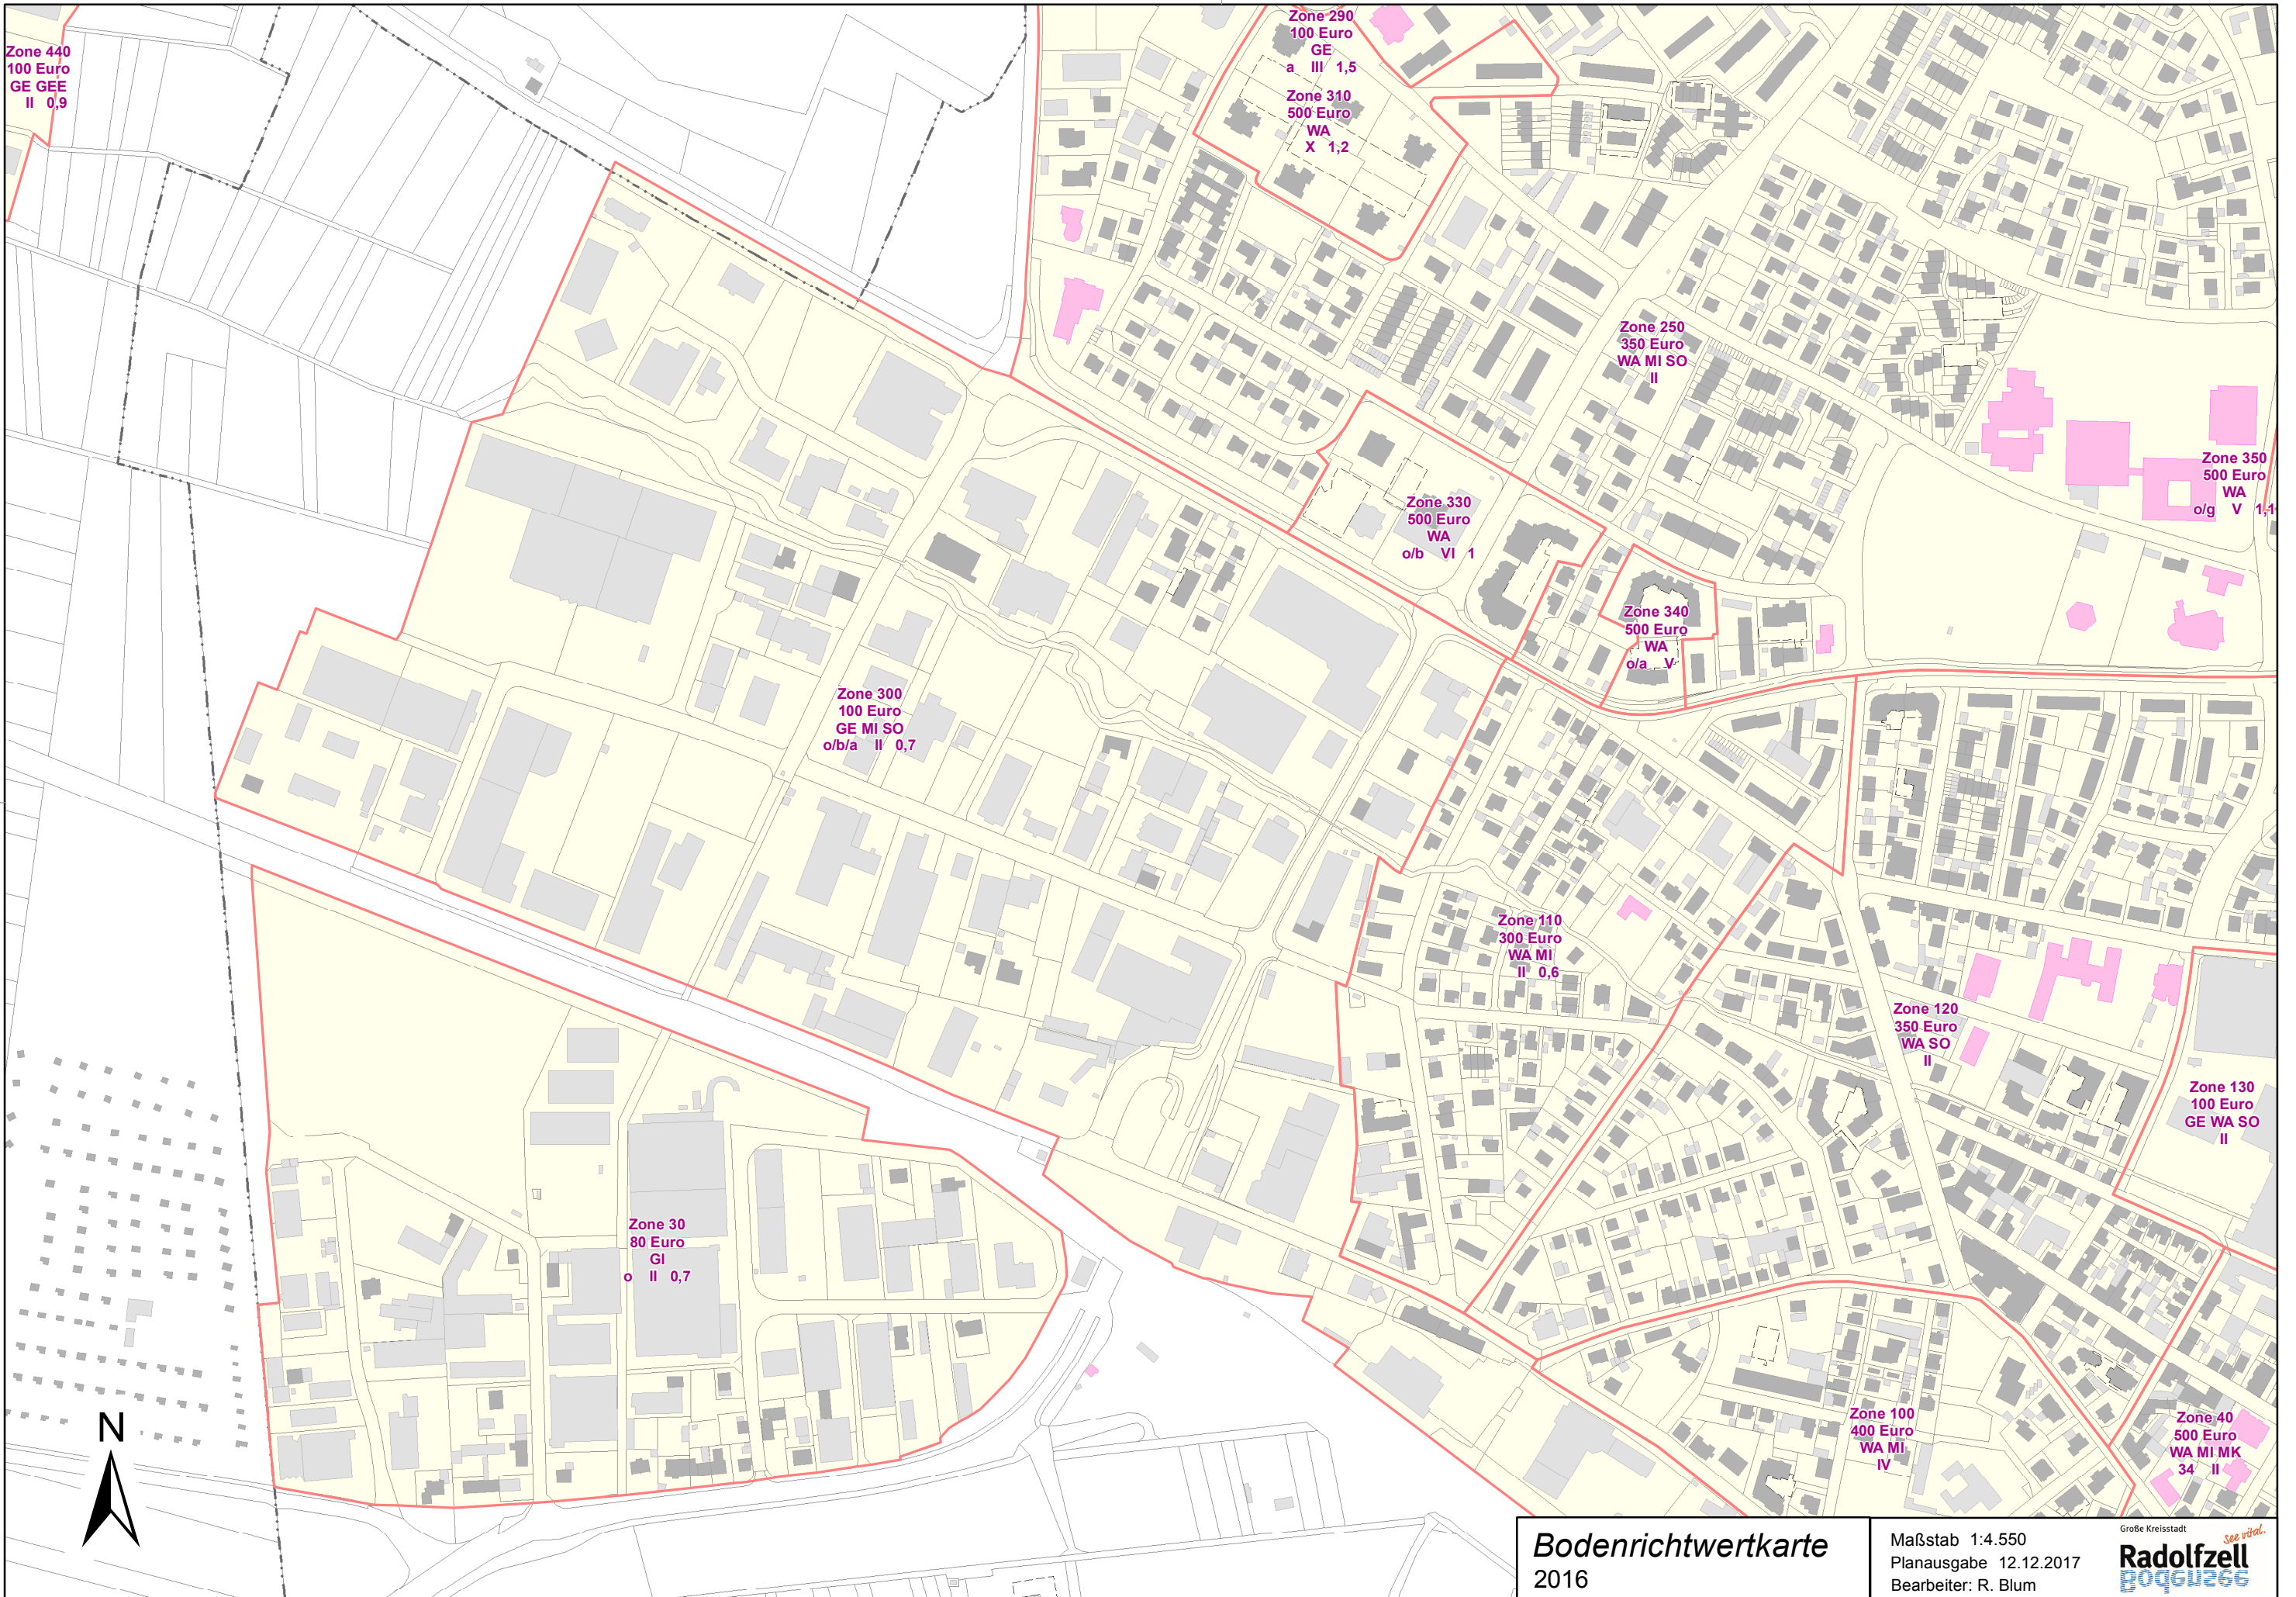 Zone 440
100 Euro
GE GEE
II 0,9
Zone 290
100 Euro
GE
a III 1,5
Zone 310
500 Euro
WA
X 1,2
Zone 250
350 Euro
WA MI SO
II
Zone 350
500 Euro
WA
o/g V 1,1
Zone 330
500 Euro
WA
o/b VI 1
Zone 340
500 Euro
WA
o/a V
Zone 300
100 Euro
GE MI SO
o/b/a II 0,7
Zone 110
300 Euro
WA MI
II 0,6
Zone 120
350 Euro
WA SO
II
Zone 130
100 Euro
GE WA SO
II
Zone 30
80 Euro
GI
o II 0,7
Zone 100
400 Euro
WA MI
IV
Zone 40
500 Euro
WA MI MK
34 II
N
Bodenrichtwertkarte
2016
Maßstab 1:4.550
Planausgabe 12.12.2017
Bearbeiter: R. Blum
Große Kreisstadt
see vital.
Radolfzell
Bodensee